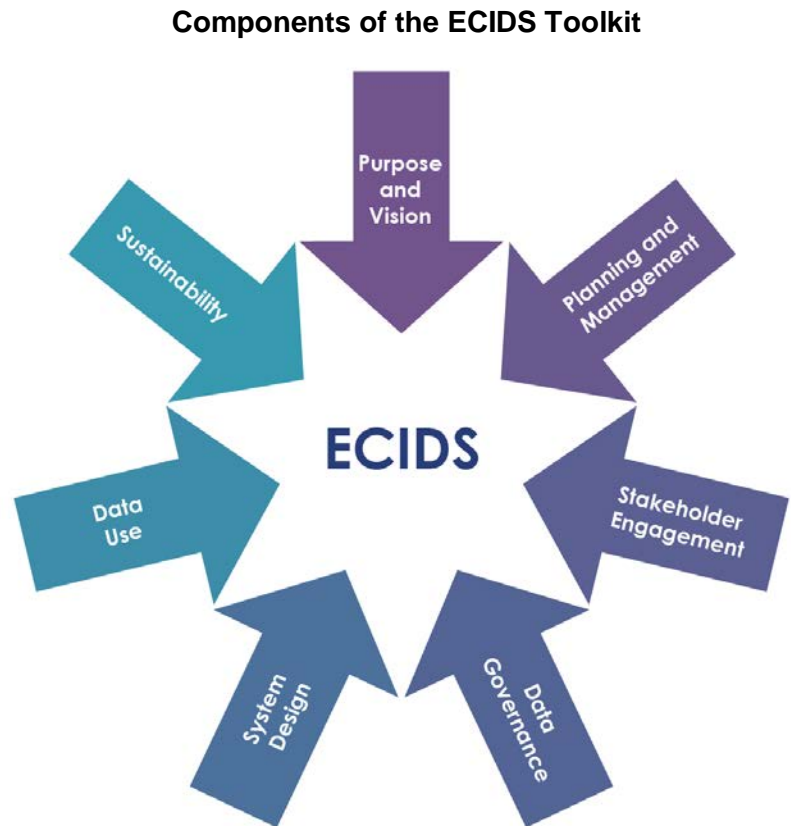 Components of the ECIDS Toolkit
Purpose
and
Vision
Planning and
Management
Stakeholder
Engagement
Data
Governance
System
Design
Data
Use
Sustainability
ECIDS